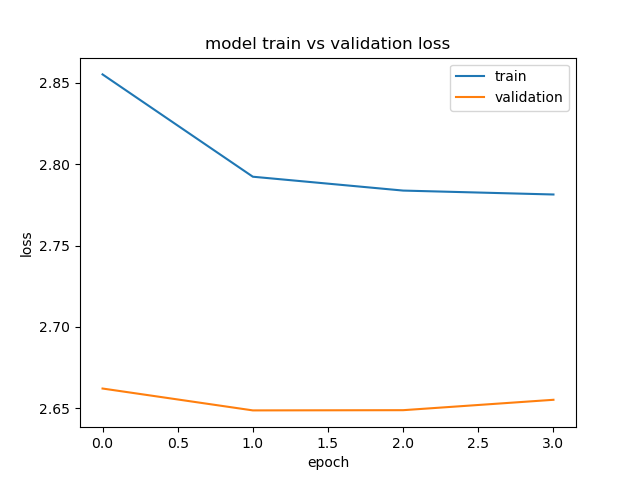 model train vs validation loss
train
validation
2.85
2.80
2.75
2.70
2.65
loss
0.0 0.5 1.0 1.5 2.0 2.5 3.0
epoch